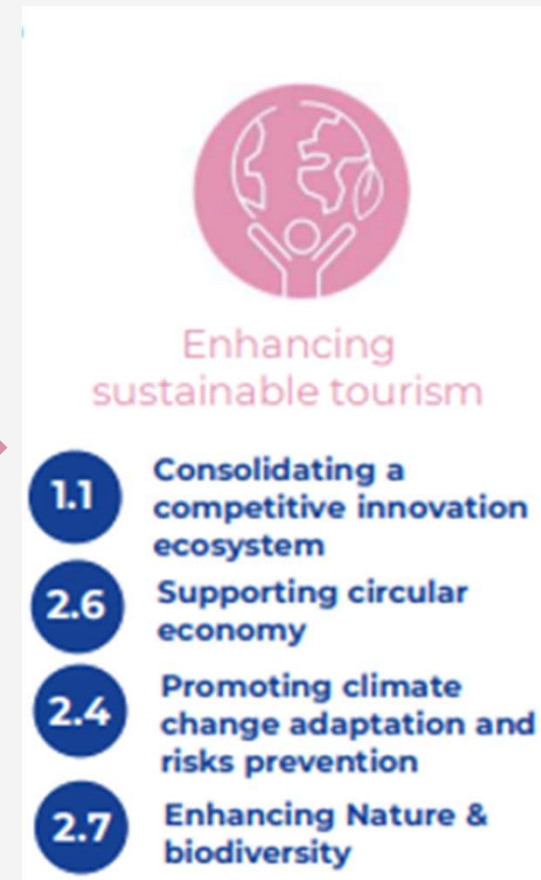 Enhancing
sustainable tourism
1.1 Consolidating a
competitive innovation
ecosystem
2.6 Supporting circular
economy
2.4 Promoting climate
change adaptation and
risks prevention
2.7 Enhancing Nature &
biodiversity